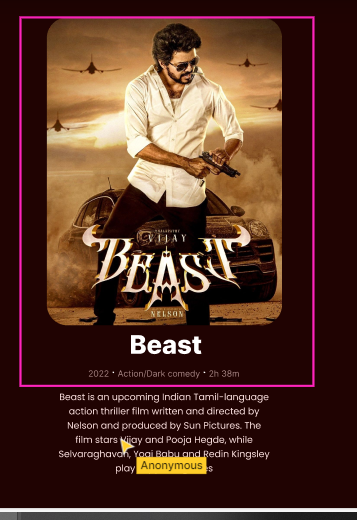 THALAPATHY
VIJAY
BEAST
NELSON
Beast
2022 • Action/Dark comedy • 2h 38m
Beast is an upcoming Indian Tamil-language
action thriller film written and directed by
Nelson and produced by Sun Pictures. The
film stars Vijay and Pooja Hegde, while
Selvaraghavan, Yogi Babu and Redin Kingsley
play
Anonymous